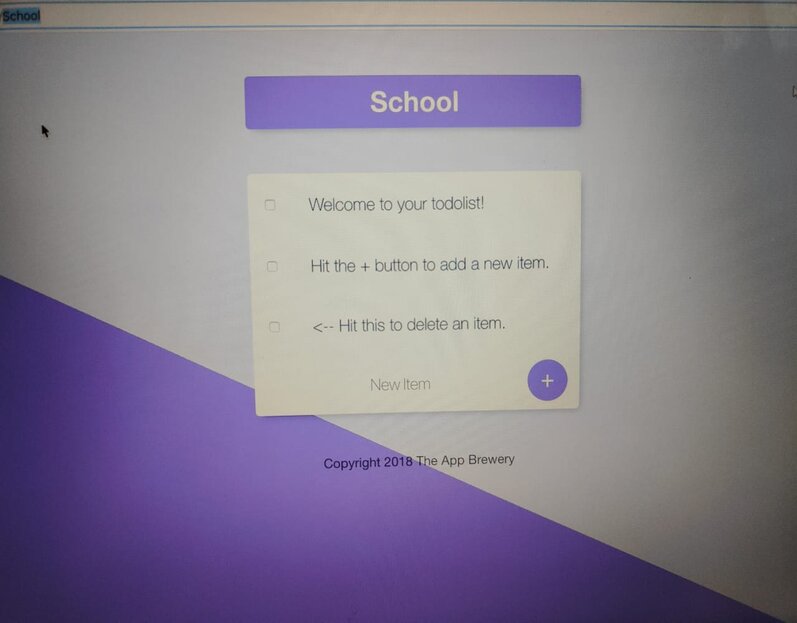 School
School
Welcome to your todolist!
Hit the + button to add a new item.
<-- Hit this to delete an item.
New Item
+
Copyright 2018 The App Brewery